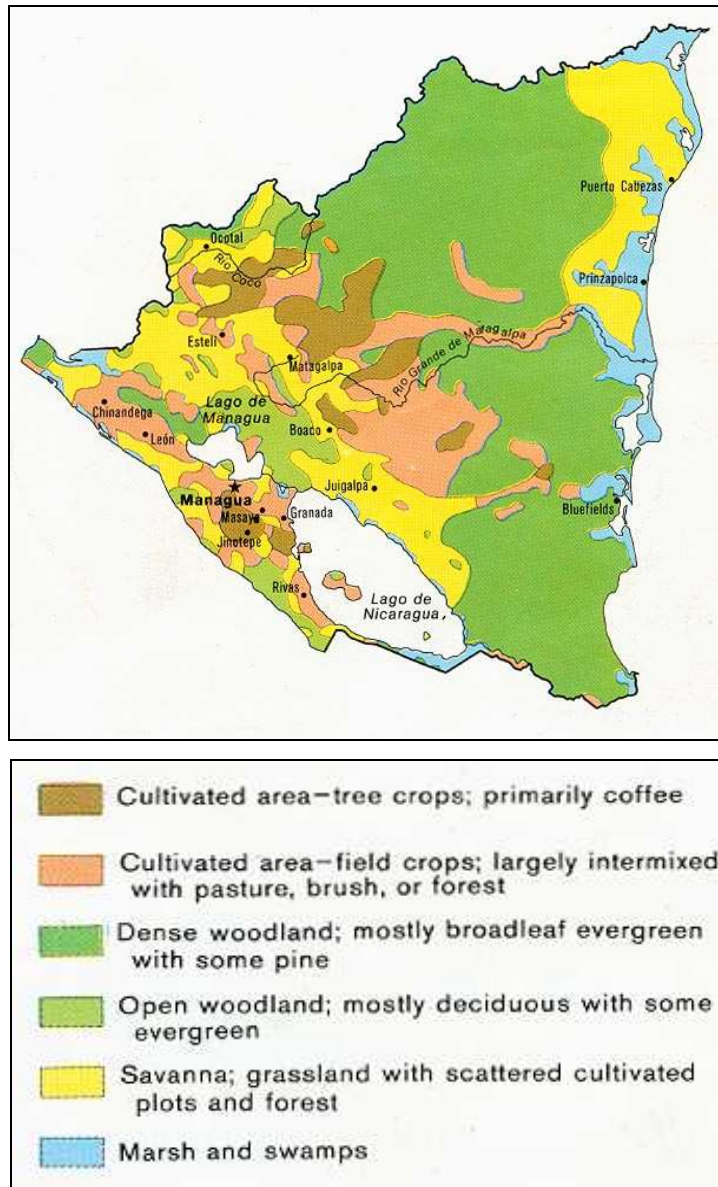 Puerto Cabezas
Ocotal
Río Coco
Prinzapolca
Estelí
Matagalpa
Río Grande de Matagalpa
Chinandega
Lago de
Managua
León
Boaco
Juigalpa
Managua
Masaya
Granada
Bluefields
Jinotepe
Rivas
Lago de
Nicaragua
Cultivated area-tree crops; primarily coffee
Cultivated area-field crops; largely intermixed
with pasture, brush, or forest
Dense woodland; mostly broadleaf evergreen
with some pine
Open woodland; mostly deciduous with some
evergreen
Savanna; grassland with scattered cultivated
plots and forest
Marsh and swamps